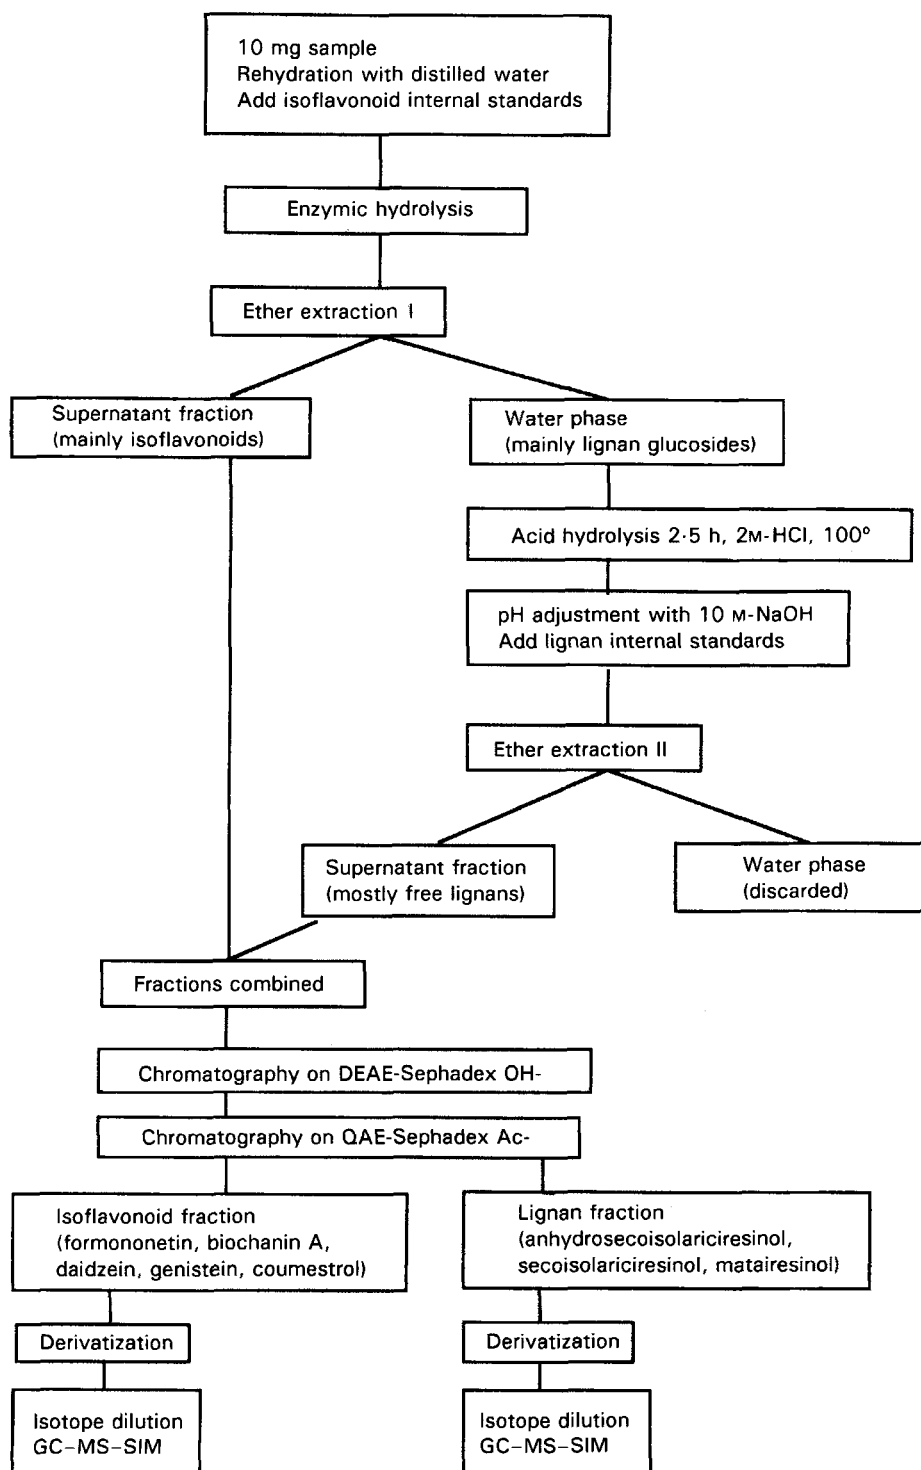 10 mg sample
Rehydration with distilled water
Add isoflavonoid internal standards
Enzymic hydrolysis
Ether extraction I
Supernatant fraction
(mainly isoflavonoids)
Water phase
(mainly lignan glucosides)
Acid hydrolysis 2·5 h, 2M-HCl, 100°
pH adjustment with 10 M-NaOH
Add lignan internal standards
Ether extraction II
Supernatant fraction
(mostly free lignans)
Water phase
(discarded)
Fractions combined
Chromatography on DEAE-Sephadex OH-
Chromatography on QAE-Sephadex Ac-
Isoflavonoid fraction
(formononetin, biochanin A,
daidzein, genistein, coumestrol)
Lignan fraction
(anhydrosecoisolariciresinol,
secoisolariciresinol, matairesinol)
Derivatization
Derivatization
Isotope dilution
GC–MS–SIM
Isotope dilution
GC–MS–SIM